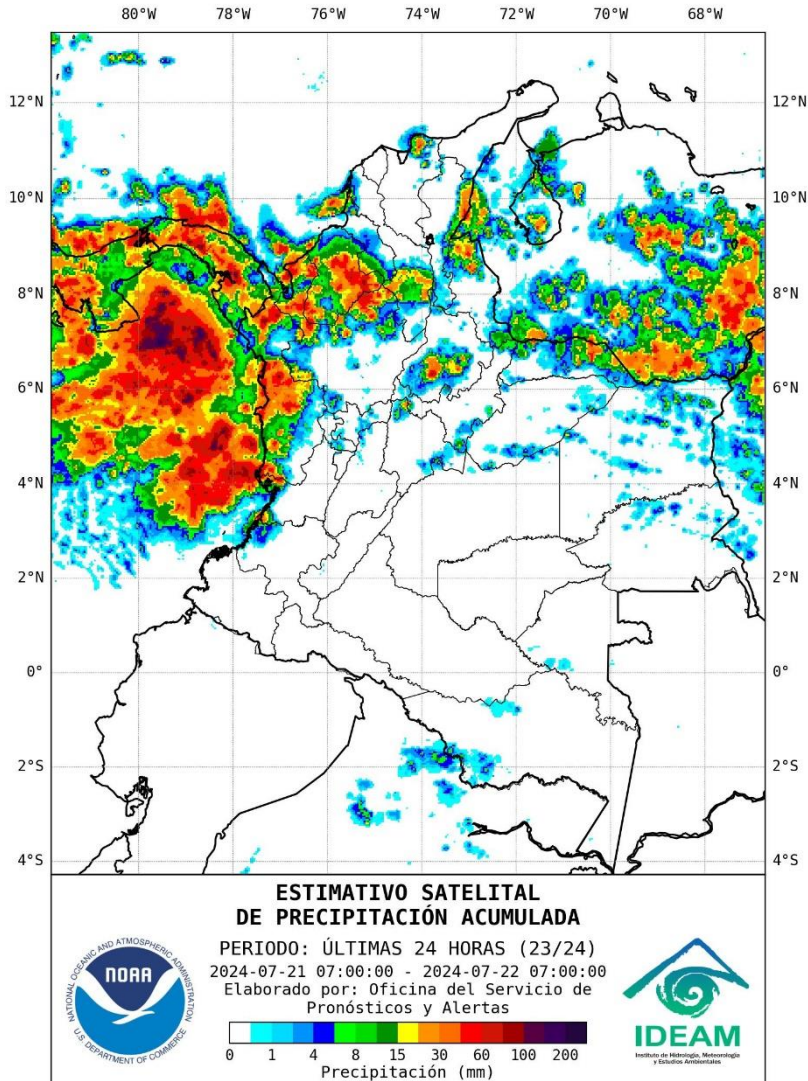 80°W 78°W 76°W 74°W 72°W 70°W 68°W
12°N 12°N
10°N 10°N
8°N 8°N
6°N 6°N
4°N 4°N
2°N 2°N
0° 0°
2°S 2°S
4°S 4°S
ESTIMATIVO SATELITAL
DE PRECIPITACIÓN ACUMULADA
PERIODO: ÚLTIMAS 24 HORAS (23/24)
2024-07-21 07:00:00 - 2024-07-22 07:00:00
Elaborado por: Oficina del Servicio de
Pronósticos y Alertas
0 1 4 8 15 30 60 100 200
Precipitación (mm)
NATIONAL OCEANIC AND ATMOSPHERIC ADMINISTRATION
NOAA
U.S. DEPARTMENT OF COMMERCE
IDEAM
Instituto de Hidrología, Meteorología
y Estudios Ambientales